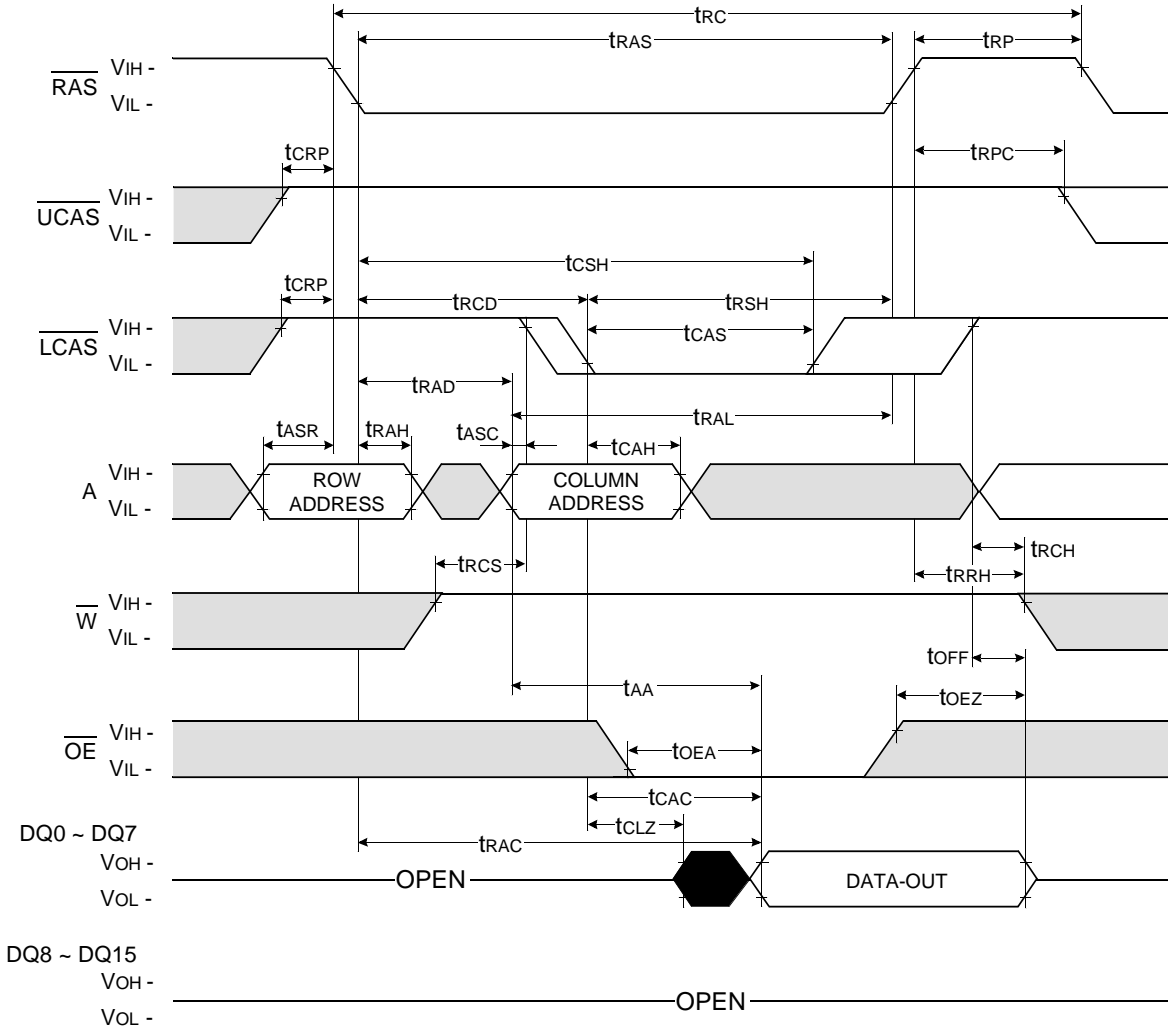 tRC
tRAS
tRP
RAS
VIH -
VIL -
tCRP
tRPC
UCAS
VIH -
VIL -
tCSH
tCRP
tRCD
tRSH
LCAS
VIH -
VIL -
tCAS
tRAD
tRAL
tASR
tRAH
tASC
tCAH
A
VIH -
VIL -
ROW
ADDRESS
COLUMN
ADDRESS
tRCS
tRCH
tRRH
W
VIH -
VIL -
tOFF
tAA
tOEZ
OE
VIH -
VIL -
tOEA
tCAC
tCLZ
tRAC
DQ0 ~ DQ7
VOH -
VOL -
OPEN
DATA-OUT
DQ8 ~ DQ15
VOH -
VOL -
OPEN